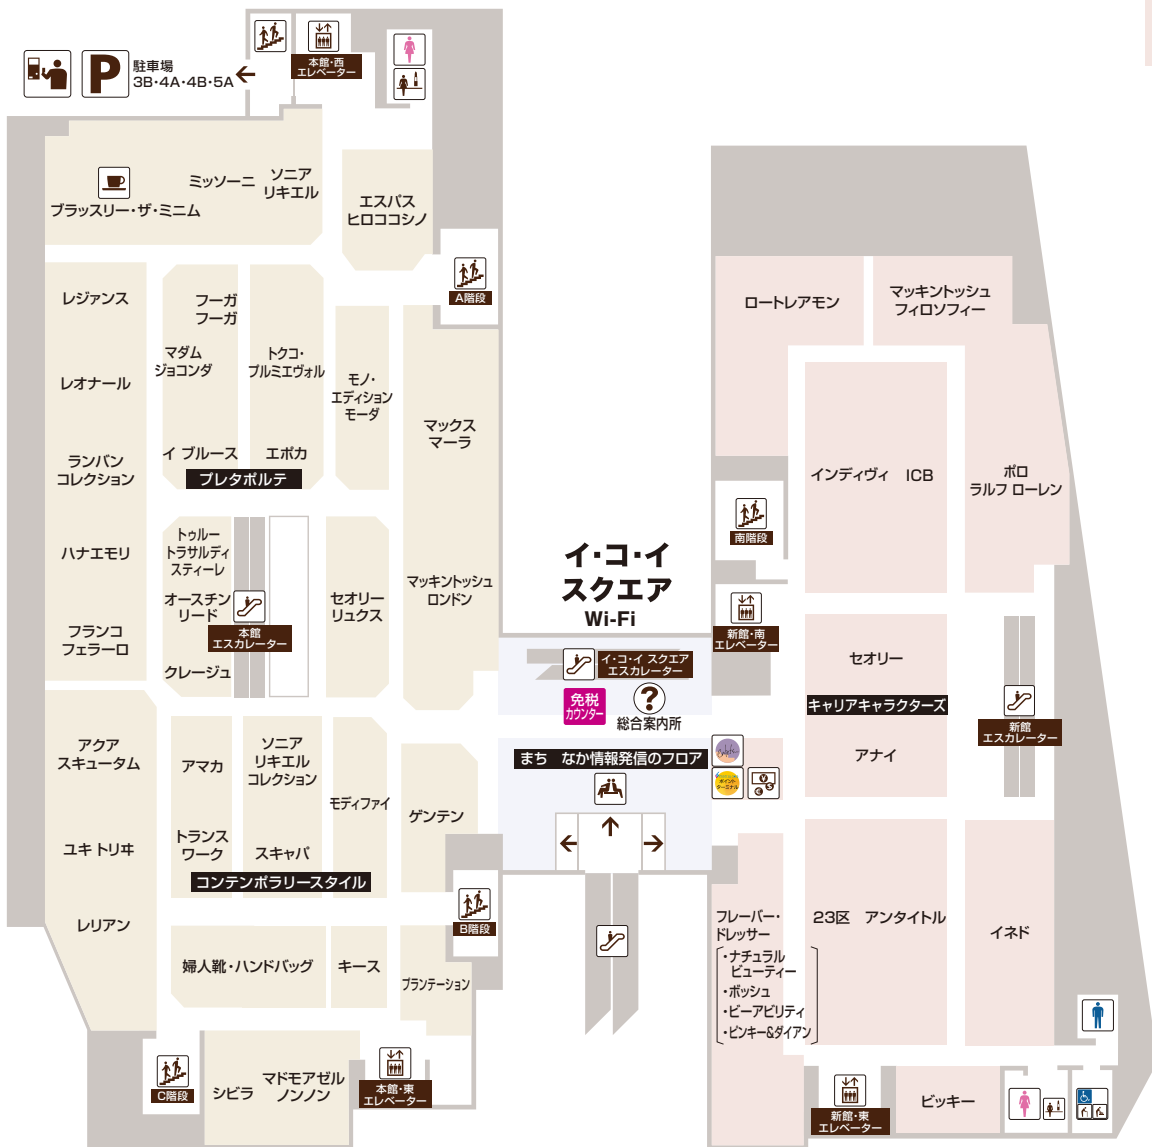 駐車場
3B・4A・4B・5A
P
本館・西
エレベーター
ブラッスリー・ザ・ミニム
ミッソーニ
ソニア
リキエル
エスパス
ヒロココシノ
A階段
レジァンス
フーガ
フーガ
マダム
ジョコンダ
トクコ・
プルミエヴォル
レオナール
モノ・
エディション
モーダ
マックス
マーラ
ランバン
コレクション
イ ブルース
エポカ
プレタポルテ
ハナエモリ
トゥルー
トラサルディ
スティーレ
オースチン
リード
本館
エスカレーター
セオリー
リュクス
マッキントッシュ
ロンドン
フランコ
フェラーロ
クレージュ
アクア
スキュータム
アマカ
ソニア
リキエル
コレクション
モディファイ
ゲンテン
ユキ トリヰ
トランス
ワーク
スキャパ
コンテンポラリースタイル
レリアン
B階段
婦人靴・ハンドバッグ
キース
プランテーション
C階段
シビラ
マドモアゼル
ノンノン
本館・東
エレベーター
イ・コ・イ
スクエア
Wi-Fi
イ・コ・イ スクエア
エスカレーター
免税
カウンター
?
総合案内所
まち なか情報発信のフロア
ロートレアモン
マッキントッシュ
フィロソフィー
インディヴィ
ICB
ポロ
ラルフ ローレン
南階段
新館・南
エレベーター
セオリー
キャリアキャラクターズ
アナイ
新館
エスカレーター
ポイント
ターミナル
フレーバー・
ドレッサー
・ナチュラル
ビューティー
・ボッシュ
・ビーアビリティ
・ピンキー&ダイアン
23区
アンタイトル
イネド
新館・東
エレベーター
ビッキー